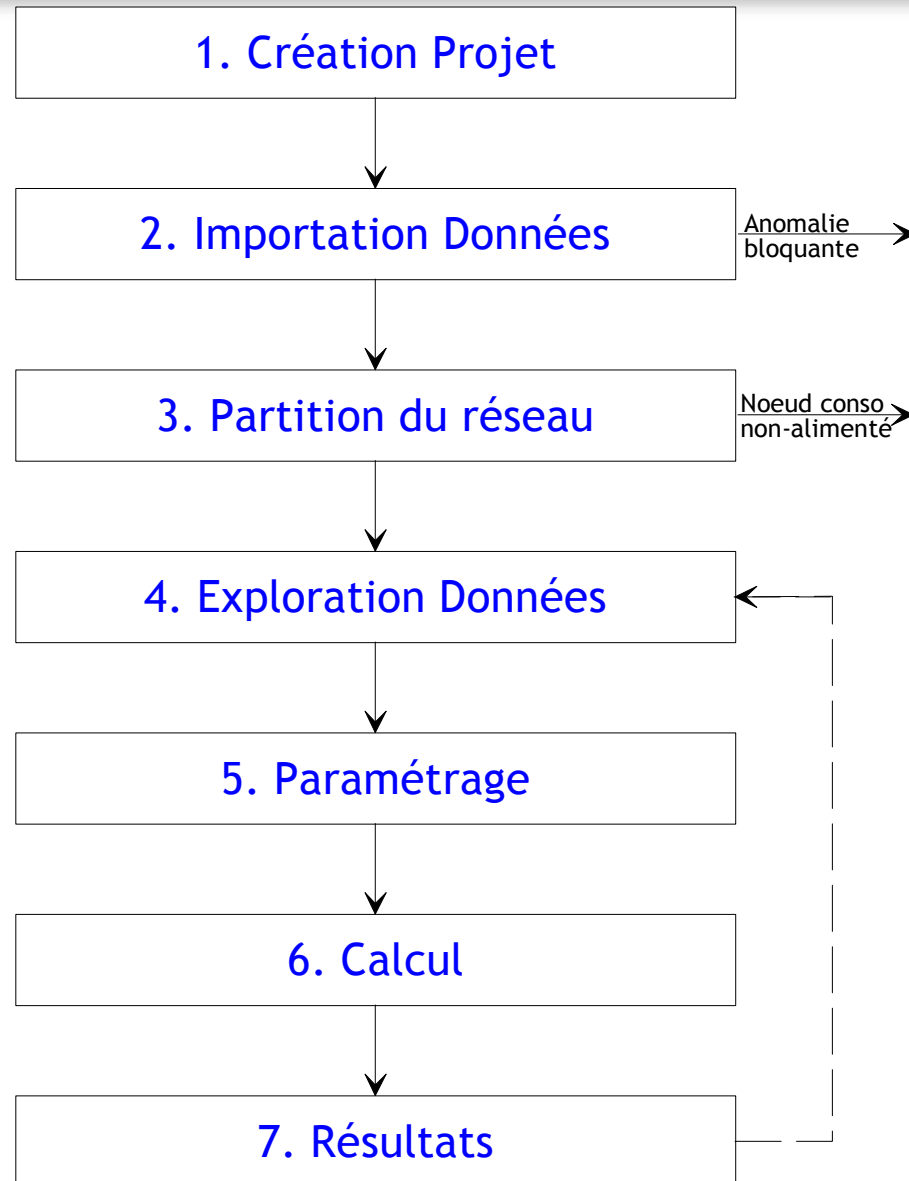 1. Création Projet
2. Importation Données
Anomalie
bloquante
3. Partition du réseau
Noeud conso
non-alimenté
4. Exploration Données
5. Paramétrage
6. Calcul
7. Résultats